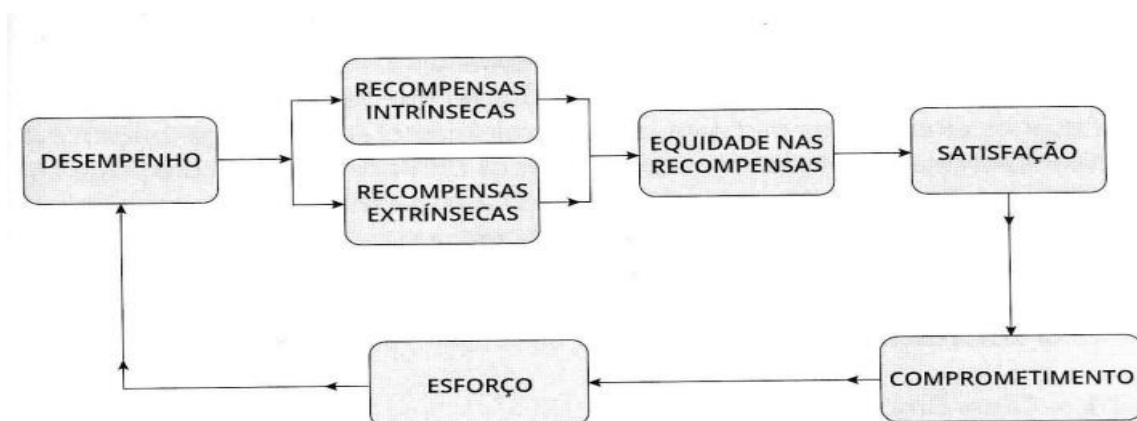 DESEMPENHO
RECOMPENSAS
INTRÍNSECAS
RECOMPENSAS
EXTRÍNSECAS
EQUIDADE NAS
RECOMPENSAS
SATISFAÇÃO
COMPROMETIMENTO
ESFORÇO